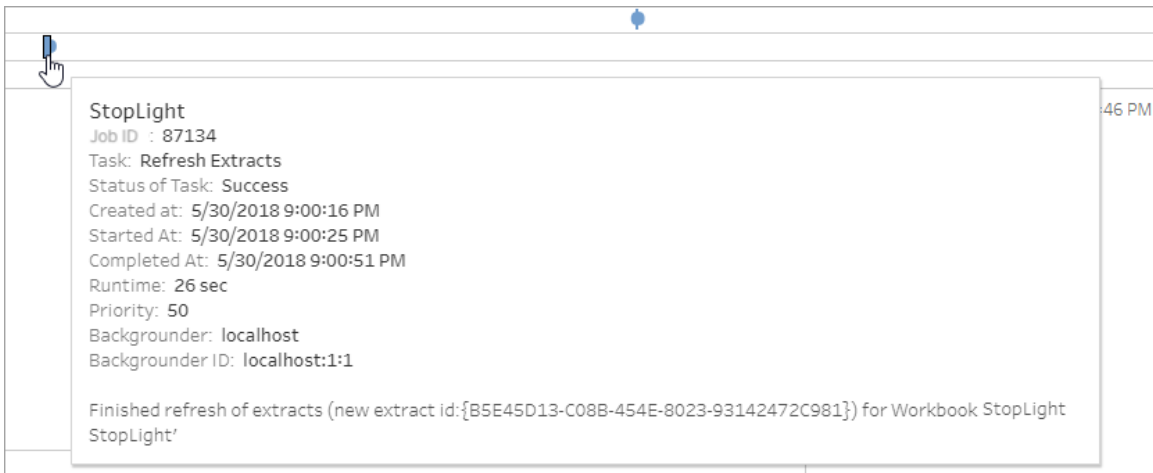 :46 PM
StopLight
Job ID : 87134
Task: Refresh Extracts
Status of Task: Success
Created at: 5/30/2018 9:00:16 PM
Started At: 5/30/2018 9:00:25 PM
Completed At: 5/30/2018 9:00:51 PM
Runtime: 26 sec
Priority: 50
Backgrounder: localhost
Backgrounder ID: localhost:1:1
Finished refresh of extracts (new extract id:{B5E45D13-C08B-454E-8023-93142472C981}) for Workbook StopLight
StopLight’